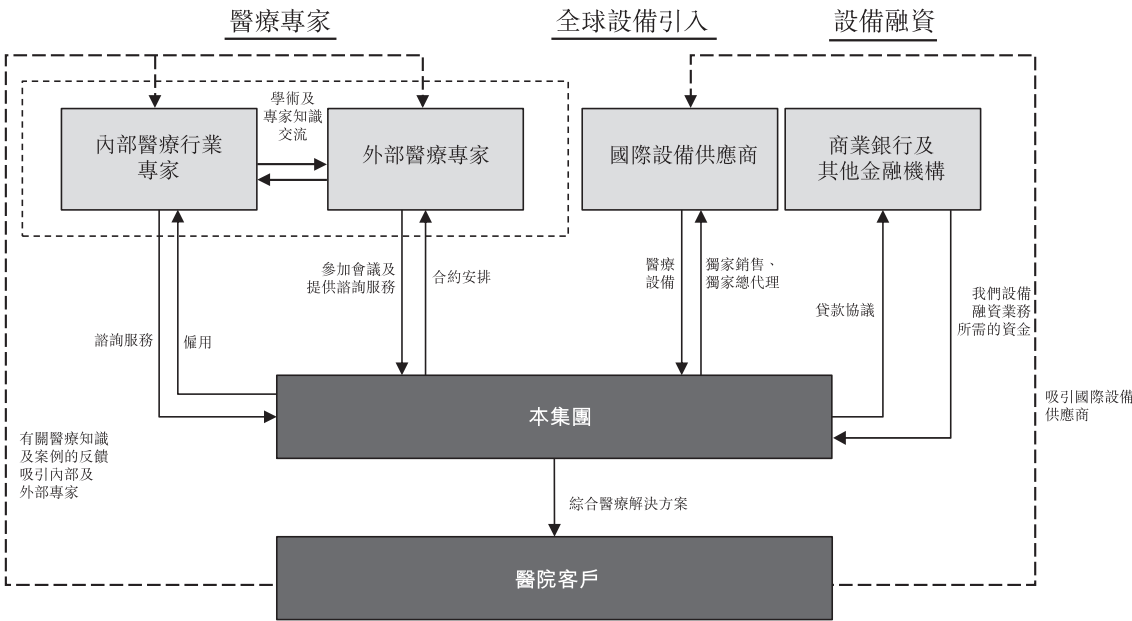 醫療專家
全球設備引入
設備融資
學術及
專家知識
交流
內部醫療行業
專家
外部醫療專家
國際設備供應商
商業銀行及
其他金融機構
諮詢服務
僱用
參加會議及
提供諮詢服務
合約安排
醫療
設備
獨家銷售、
獨家總代理
貸款協議
我們設備
融資業務
所需的資金
本集團
吸引國際設備
供應商
有關醫療知識
及案例的反饋
吸引內部及
外部專家
綜合醫療解決方案
醫院客戶